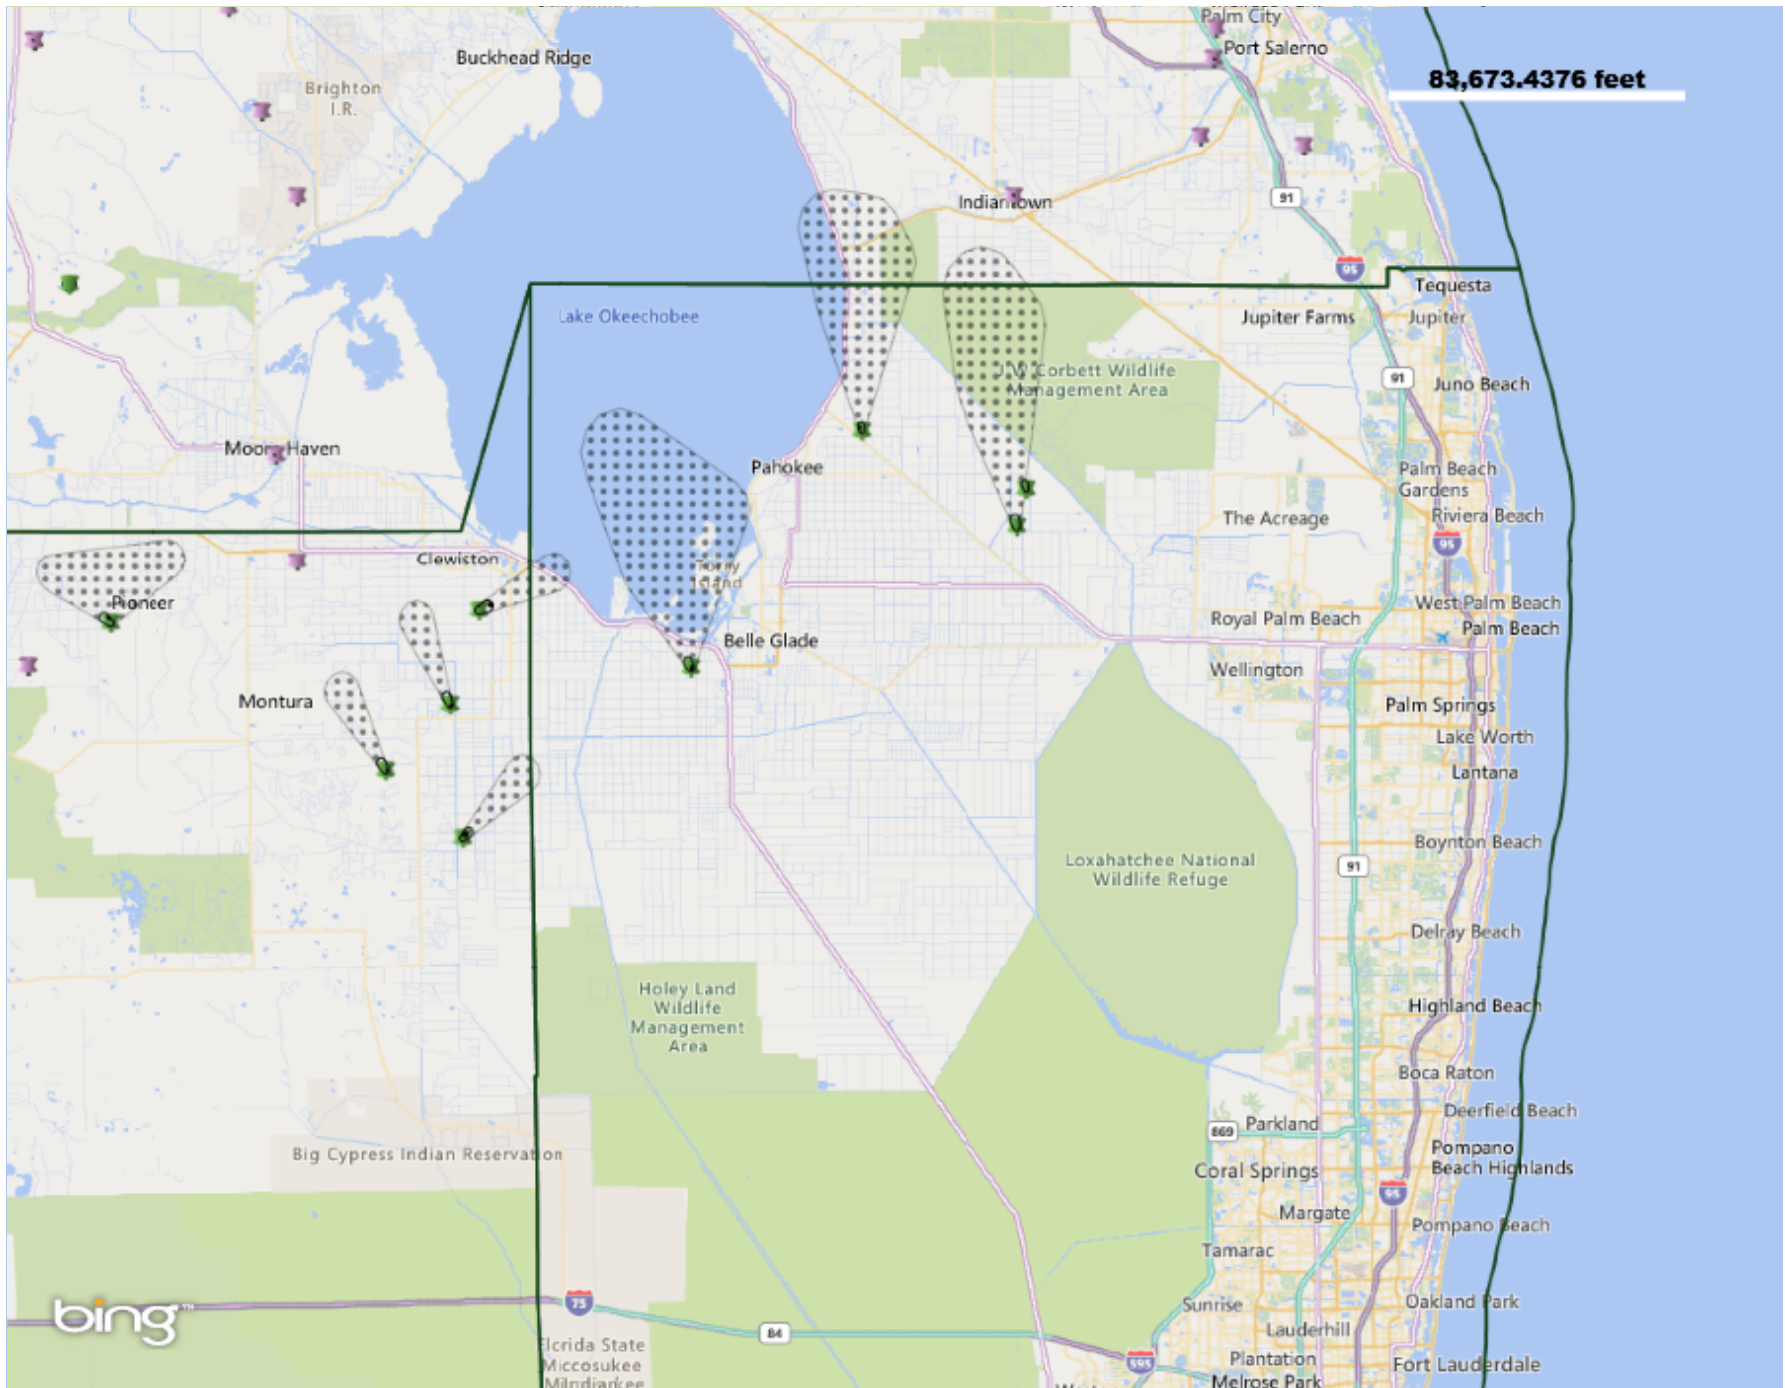 Palm City
Buckhead Ridge
Port Salerno
83,673.4376 feet
Brighton
I.R.
Indiantown
91
95
Tequesta
Lake Okeechobee
Jupiter Farms
Jupiter
J W Corbett Wildlife
Management Area
91
Juno Beach
Moore Haven
Pahokee
Palm Beach
Gardens
The Acreage
Riviera Beach
95
Clewiston
Torry
Island
Pioneer
West Palm Beach
Royal Palm Beach
Palm Beach
Belle Glade
Wellington
Montura
Palm Springs
Lake Worth
Lantana
Boynton Beach
91
Loxahatchee National
Wildlife Refuge
Delray Beach
Holey Land
Wildlife
Management
Area
Highland Beach
Boca Raton
Deerfield Beach
869
Parkland
Pompano
Beach Highlands
Big Cypress Indian Reservation
Coral Springs
95
Margate
Pompano Beach
Tamarac
bing™
75
Sunrise
Oakland Park
84
Lauderhill
Florida State
Miccosukee
595
Plantation
Fort Lauderdale
Melrose Park